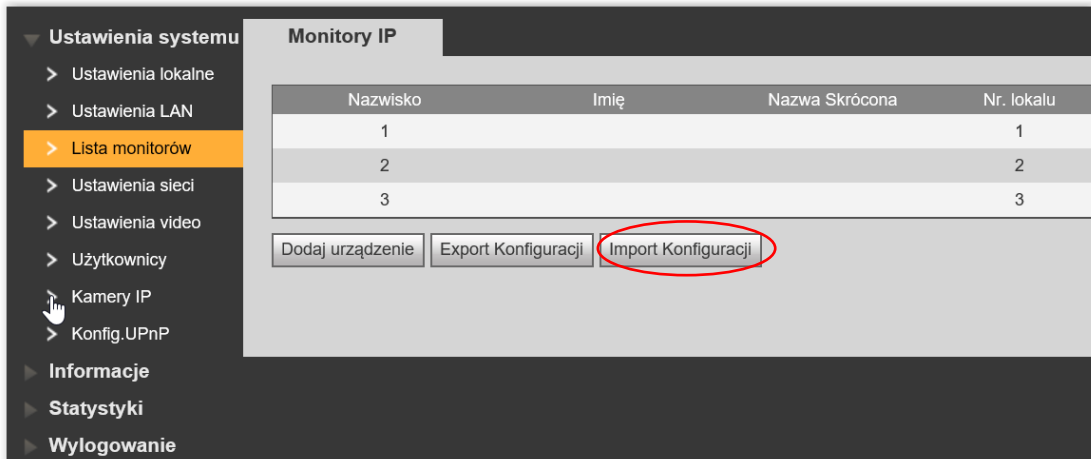 Ustawienia systemu
Ustawienia lokalne
Ustawienia LAN
Lista monitorów
Ustawienia sieci
Ustawienia video
Użytkownicy
Kamery IP
Konfig.UPnP
Informacje
Statystyki
Wylogowanie
Monitory IP
Nazwisko Imię Nazwa Skrócona Nr. lokalu
1 1
2 2
3 3
Dodaj urządzenie Export Konfiguracji Import Konfiguracji